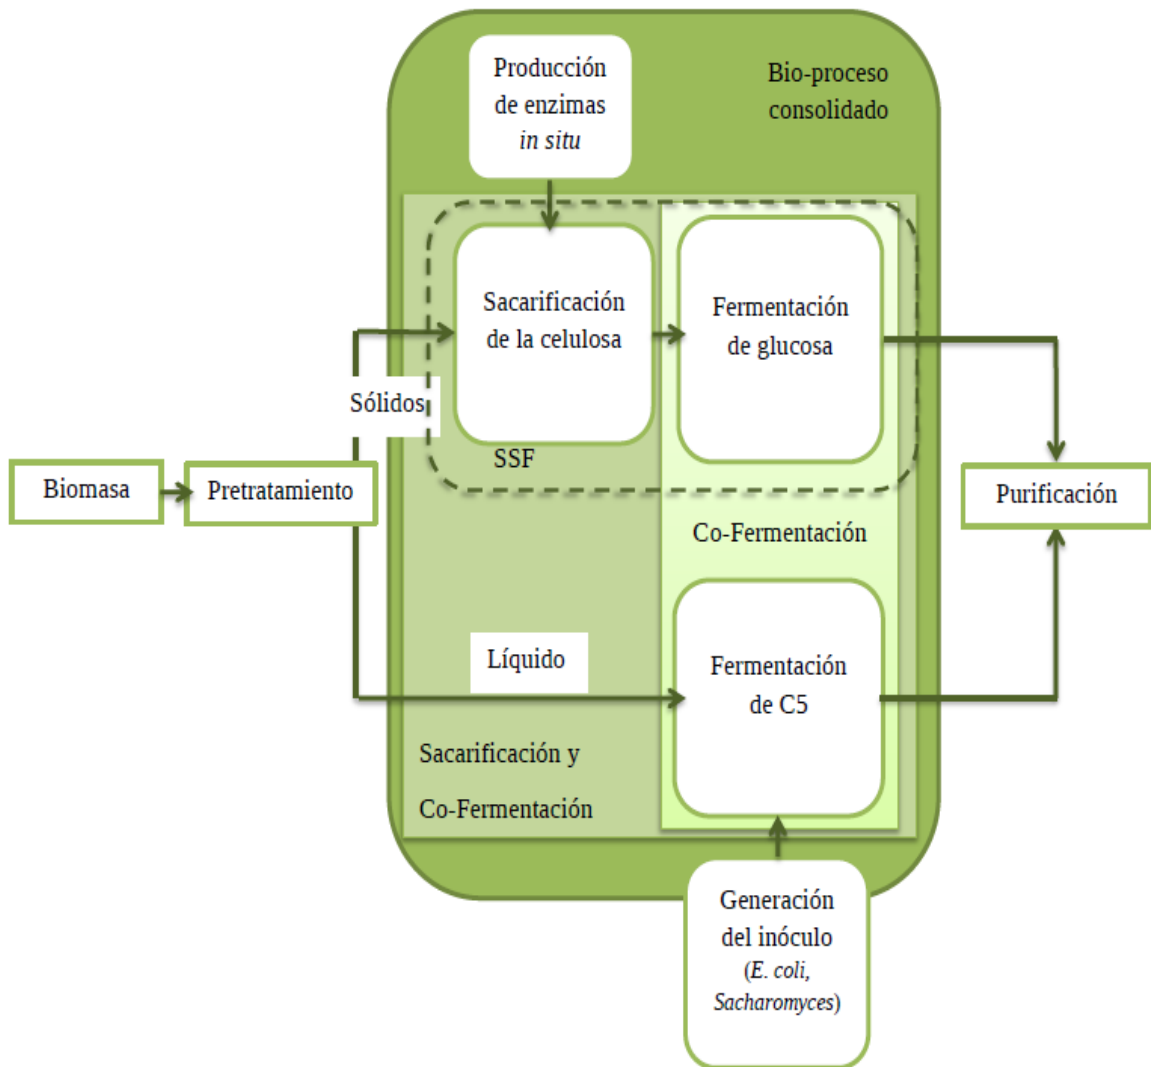 Producción
de enzimas
in situ
Bio-proceso
consolidado
Sacarificación
de la celulosa
Fermentación
de glucosa
Sólidos
SSF
Biomasa
Pretratamiento
Purificación
Co-Fermentación
Líquido
Fermentación
de C5
Sacarificación y
Co-Fermentación
Generación
del inóculo
(E. coli,
Sacharomyces)